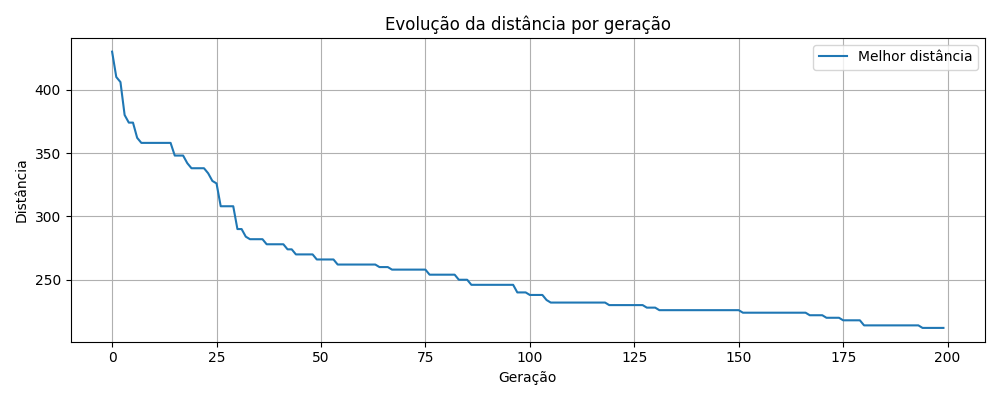 Evolução da distância por geração
Melhor distância
Distância
400
350
300
250
0 25 50 75 100 125 150 175 200
Geração